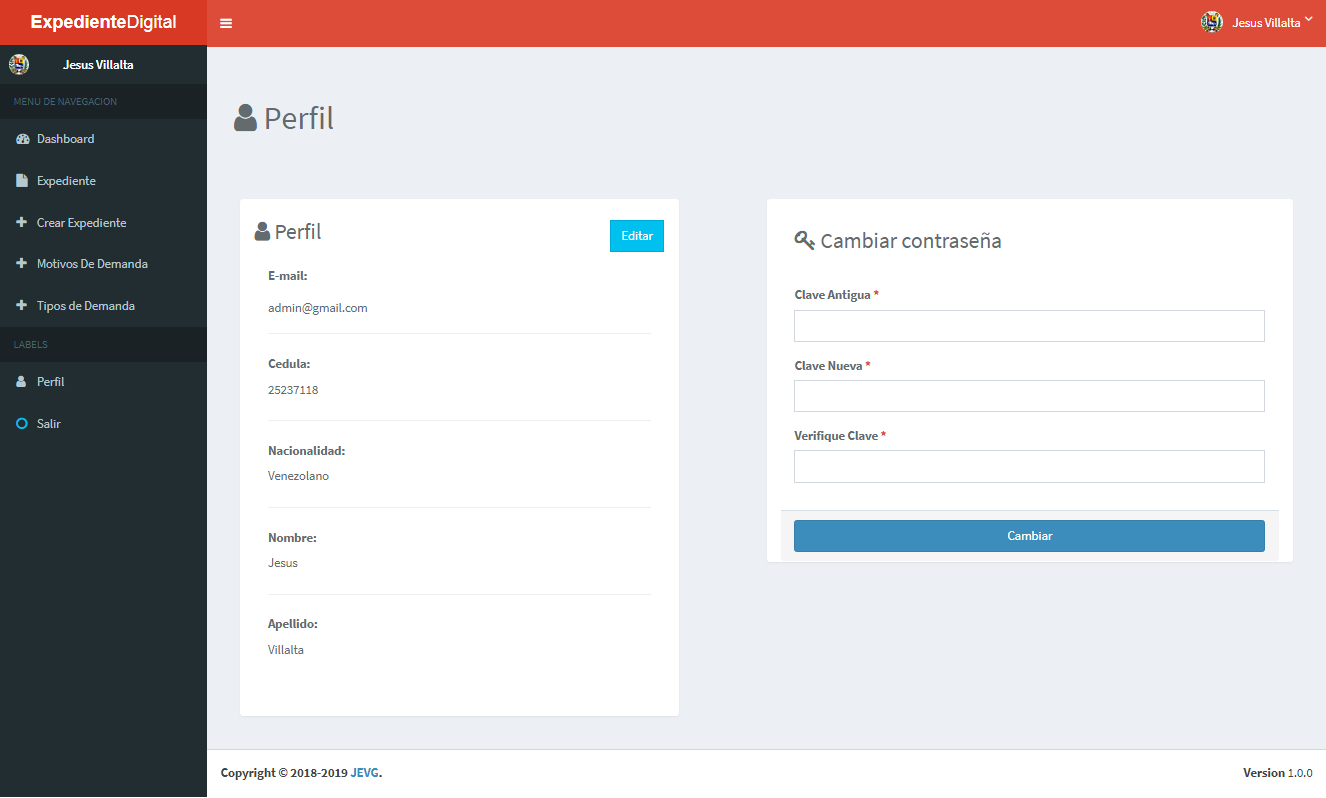 ExpedienteDigital
Jesus Villalta
Jesus Villalta
MENU DE NAVEGACION
Dashboard
Expediente
Crear Expediente
Motivos De Demanda
Tipos de Demanda
LABELS
Perfil
Salir
Perfil
Perfil
Editar
E-mail:
admin@gmail.com
Cedula:
25237118
Nacionalidad:
Venezolano
Nombre:
Jesus
Apellido:
Villalta
Cambiar contraseña
Clave Antigua *
Clave Nueva *
Verifique Clave *
Cambiar
Copyright © 2018-2019 JEVG.
Version 1.0.0